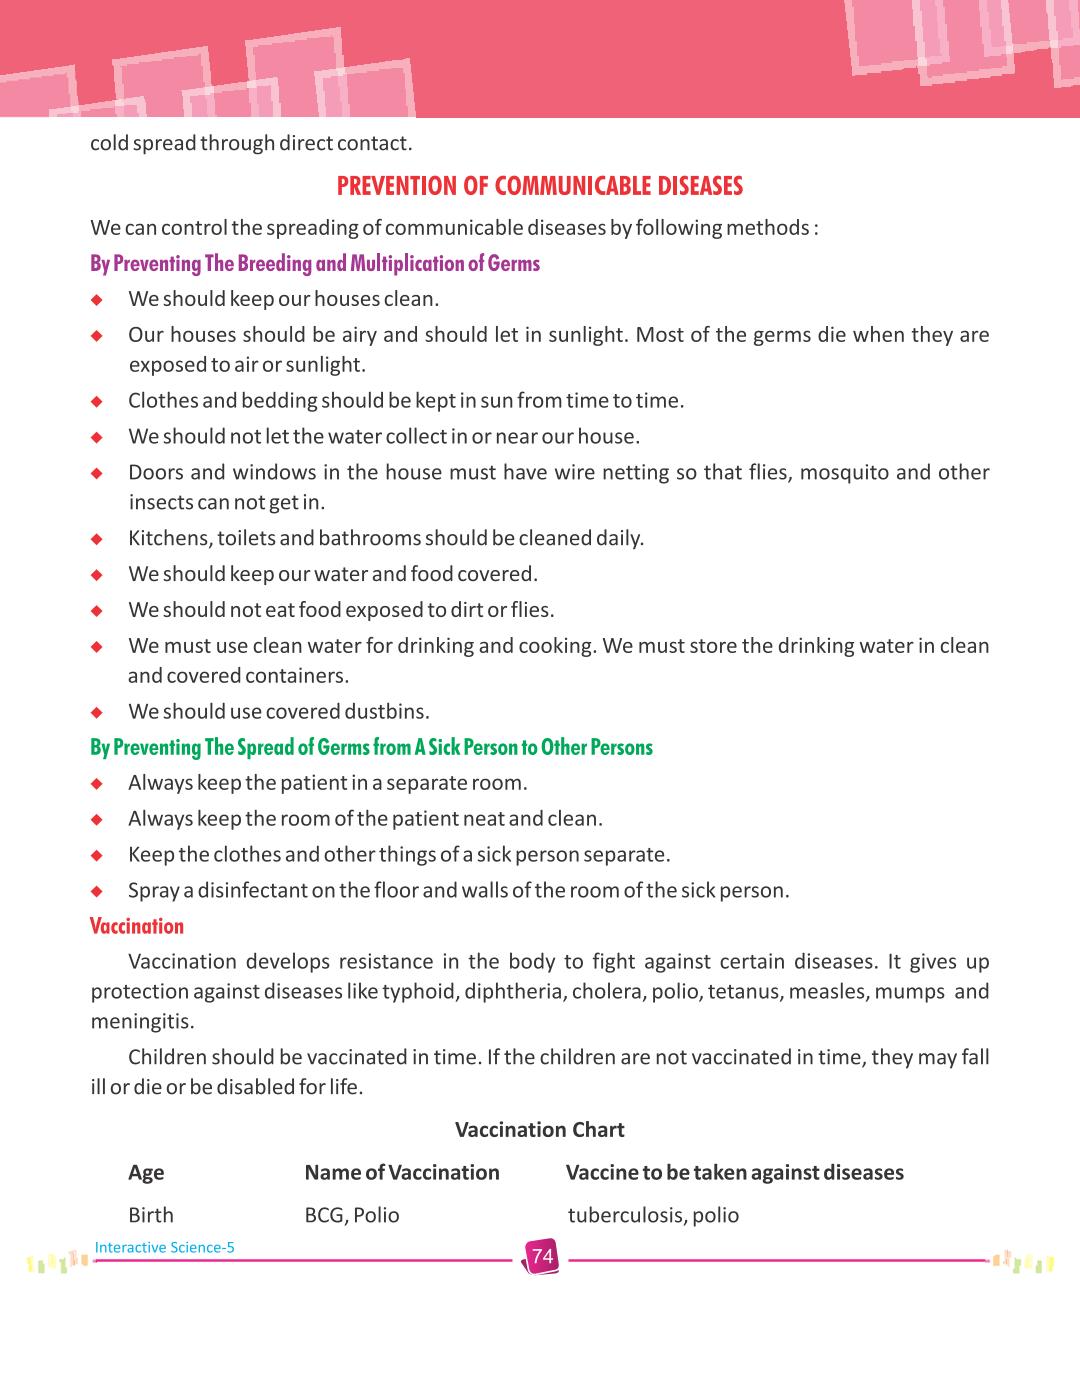 cold spread through direct contact.
PREVENTION OF COMMUNICABLE DISEASES
We can control the spreading of communicable diseases by following methods :
By Preventing The Breeding and Multiplication of Germs
◆ We should keep our houses clean.
◆ Our houses should be airy and should let in sunlight. Most of the germs die when they are
exposed to air or sunlight.
◆ Clothes and bedding should be kept in sun from time to time.
◆ We should not let the water collect in or near our house.
◆ Doors and windows in the house must have wire netting so that flies, mosquito and other
insects can not get in.
◆ Kitchens, toilets and bathrooms should be cleaned daily.
◆ We should keep our water and food covered.
◆ We should not eat food exposed to dirt or flies.
◆ We must use clean water for drinking and cooking. We must store the drinking water in clean
and covered containers.
◆ We should use covered dustbins.
By Preventing The Spread of Germs from A Sick Person to Other Persons
◆ Always keep the patient in a separate room.
◆ Always keep the room of the patient neat and clean.
◆ Keep the clothes and other things of a sick person separate.
◆ Spray a disinfectant on the floor and walls of the room of the sick person.
Vaccination
Vaccination develops resistance in the body to fight against certain diseases. It gives up
protection against diseases like typhoid, diphtheria, cholera, polio, tetanus, measles, mumps and
meningitis.
Children should be vaccinated in time. If the children are not vaccinated in time, they may fall
ill or die or be disabled for life.
Vaccination Chart
Age Name of Vaccination Vaccine to be taken against diseases
Birth BCG, Polio tuberculosis, polio
Interactive Science-5
74